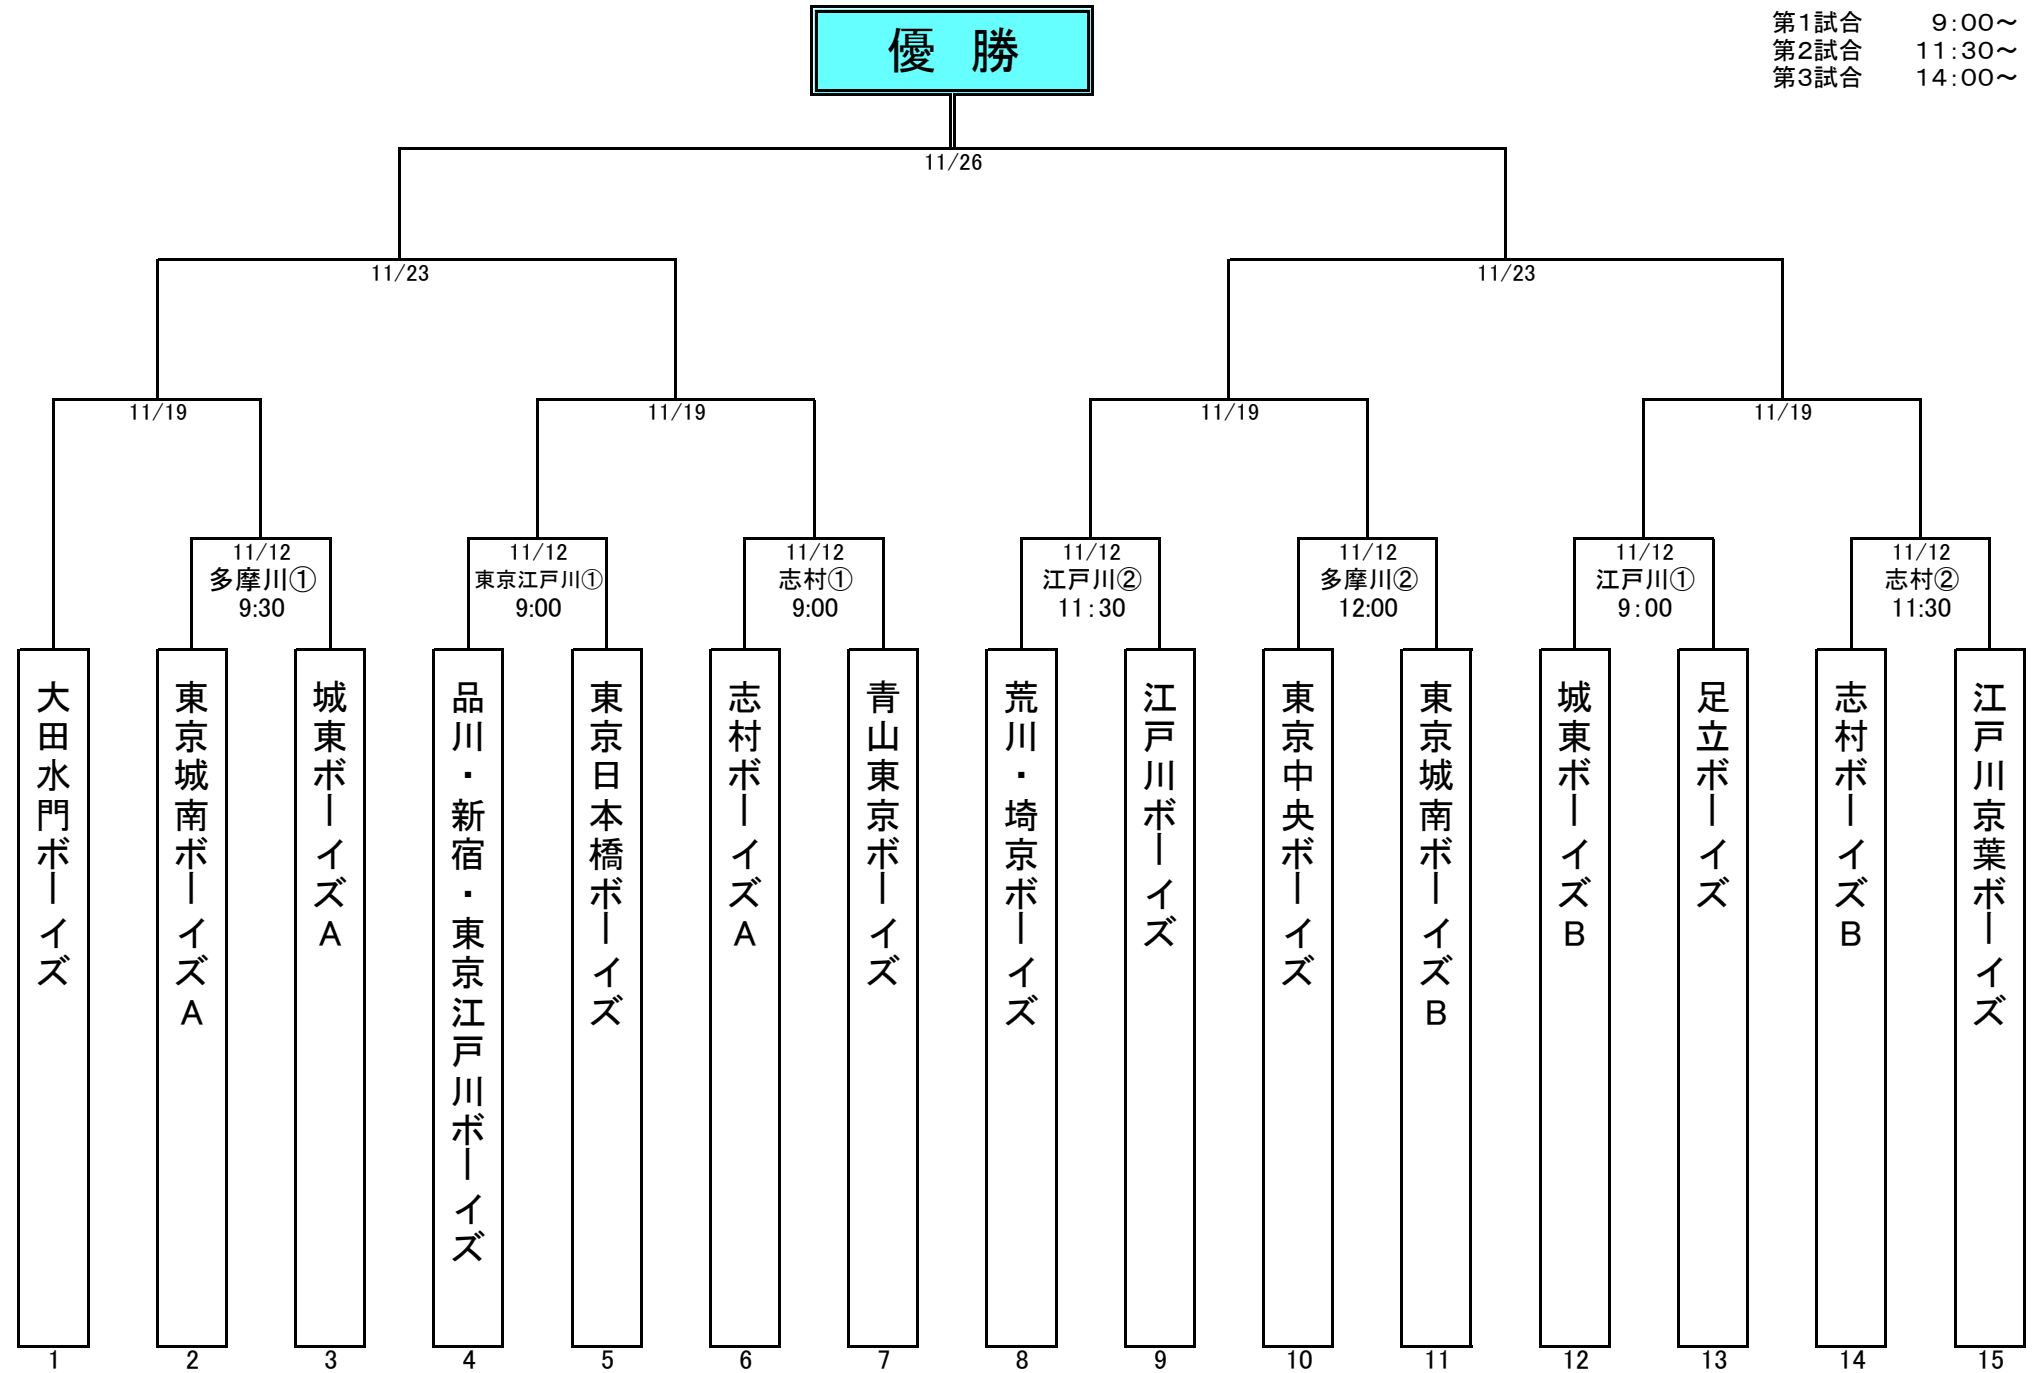 優 勝
第1試合 9:00～
第2試合 11:30～
第3試合 14:00～
11/26
11/23
11/23
11/19
11/19
11/19
11/19
11/12
多摩川①
9:30
11/12
東京江戸川①
9:00
11/12
志村①
9:00
11/12
江戸川②
11:30
11/12
多摩川②
12:00
11/12
江戸川①
9:00
11/12
志村②
11:30
大田水門ボーイズ
東京城南ボーイズA
城東ボーイズA
品川・新宿・東京江戸川ボーイズ
東京日本橋ボーイズ
志村ボーイズA
青山東京ボーイズ
荒川・埼京ボーイズ
江戸川ボーイズ
東京中央ボーイズ
東京城南ボーイズB
城東ボーイズB
足立ボーイズ
志村ボーイズB
江戸川京葉ボーイズ
1
2
3
4
5
6
7
8
9
10
11
12
13
14
15